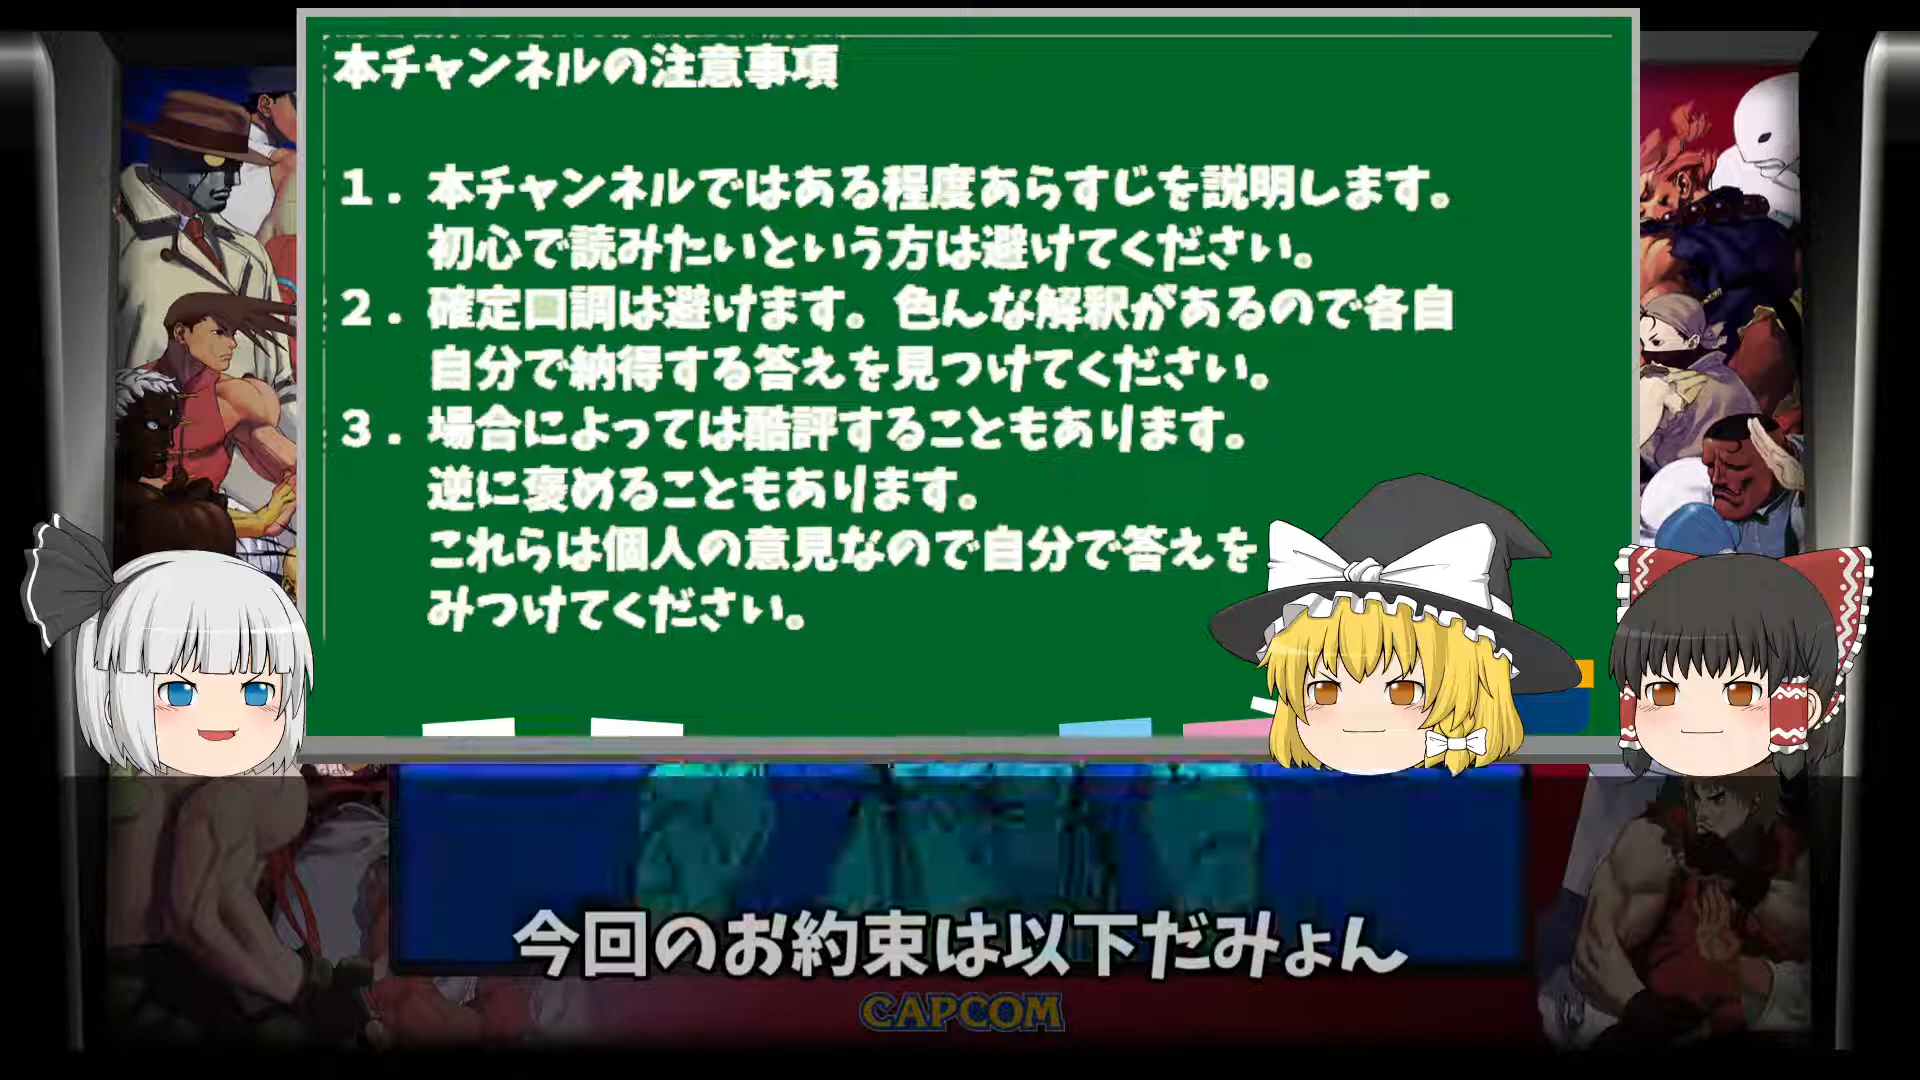 本チャンネルの注意事項
１．本チャンネルではある程度あらすじを説明します。
初心で読みたいという方は避けてください。
２．確定口調は避けます。色んな解釈があるので各自
自分で納得する答えを見つけてください。
３．場合によっては酷評することもあります。
逆に褒めることもあります。
これらは個人の意見なので自分で答えを
みつけてください。
今回のお約束は以下だみょん
CAPCOM